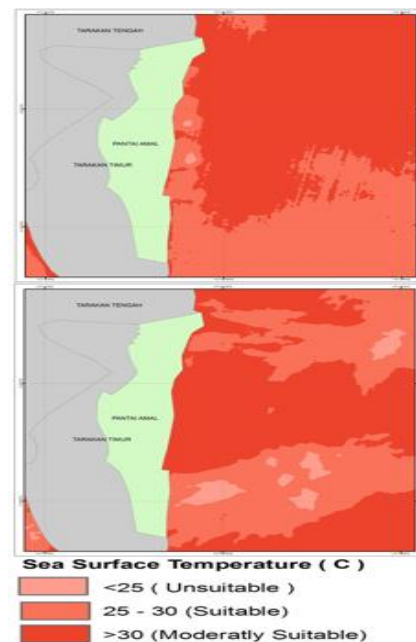 TARAKAN TENGAH
PANTAI AMAL
TARAKAN TIMUR
TARAKAN TENGAH
PANTAI AMAL
TARAKAN TIMUR
Sea Surface Temperature ( C )
<25 ( Unsuitable )
25 - 30 (Suitable)
>30 (Moderatly Suitable)